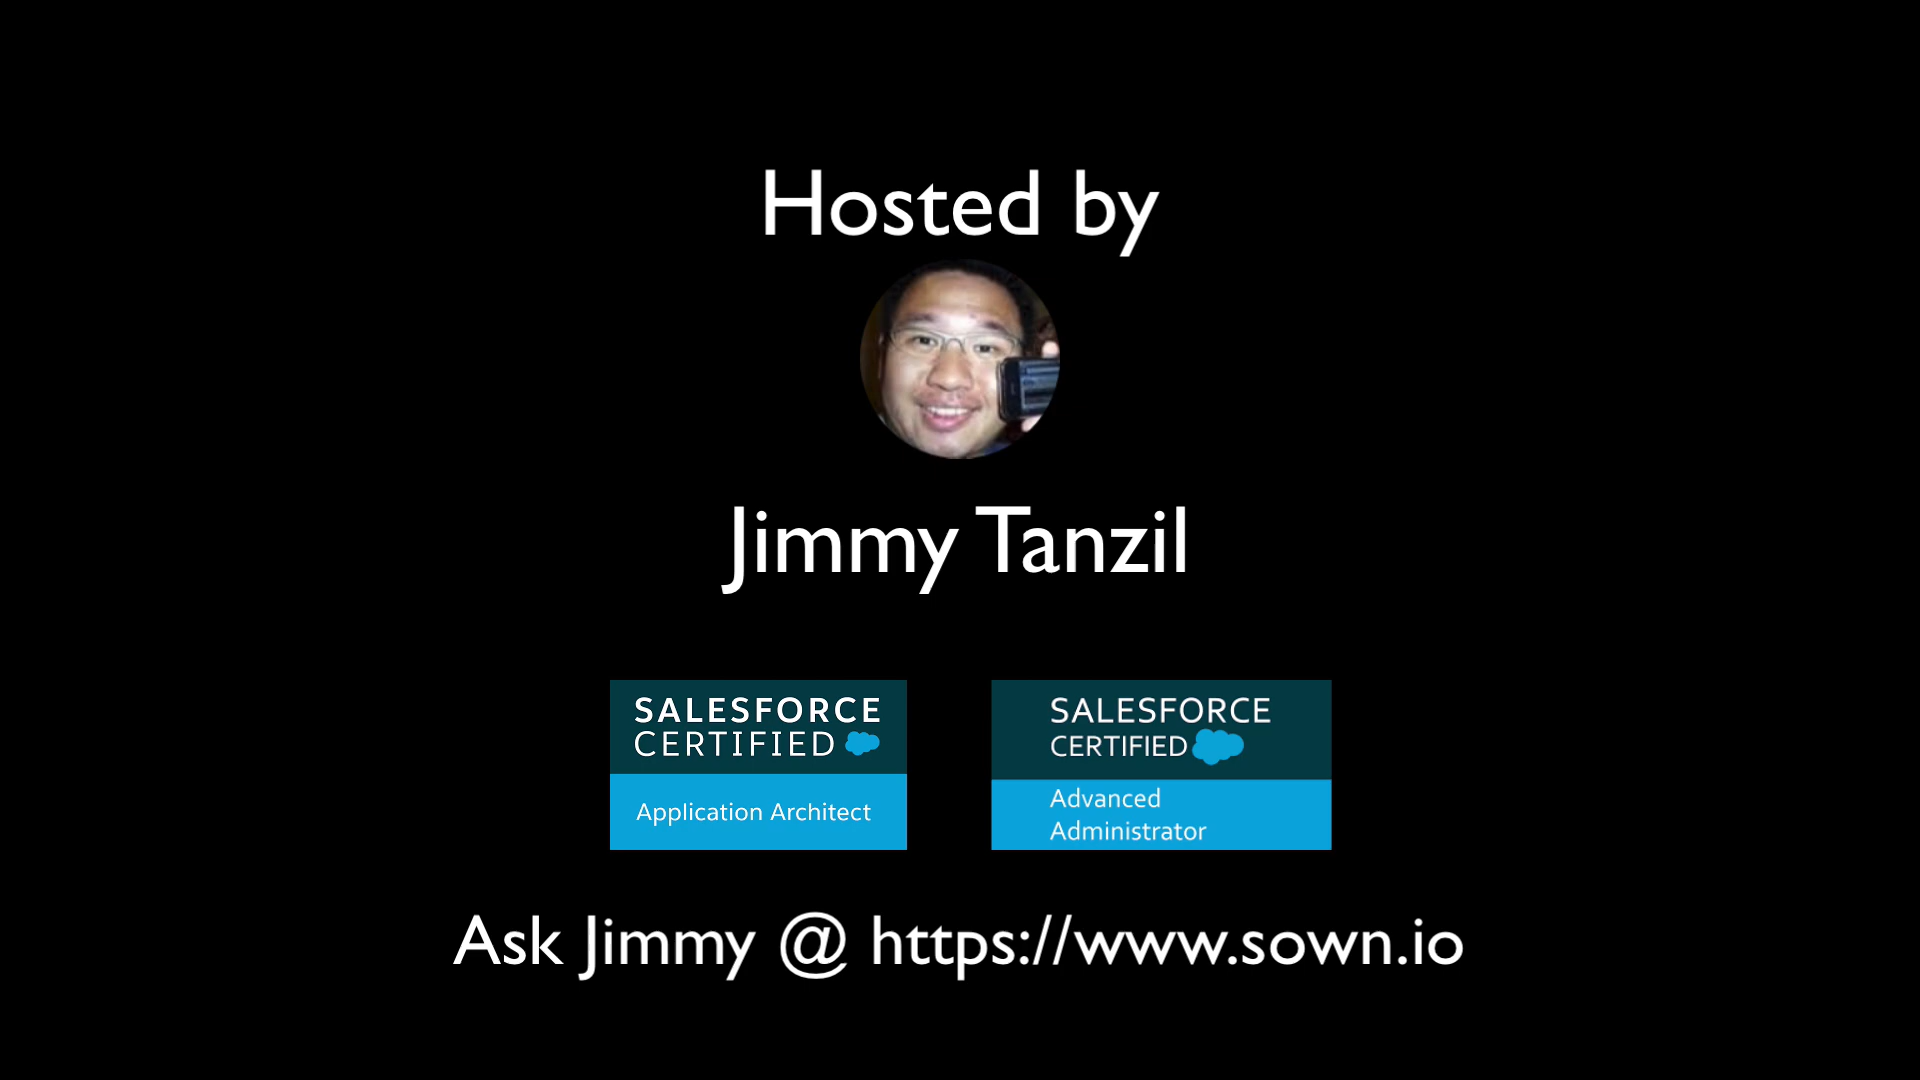 Hosted by
Jimmy Tanzil
SALESFORCE
CERTIFIED
Application Architect
SALESFORCE
CERTIFIED
Advanced
Administrator
Ask Jimmy @ https://www.sown.io